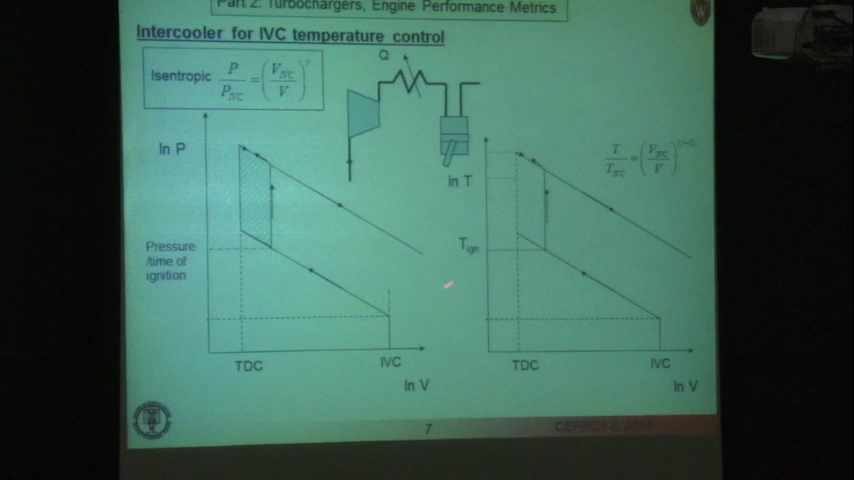 Part 2: Turbochargers, Engine Performance Metrics
Intercooler for IVC temperature control
Isentropic P/P_IVC = (V_IVC/V)^γ
Q
ln P
ln T
T/T_IVC = (V_IVC/V)
Pressure
/time of
ignition
T_ign
TDC
IVC
ln V
TDC
IVC
ln V
7
2014